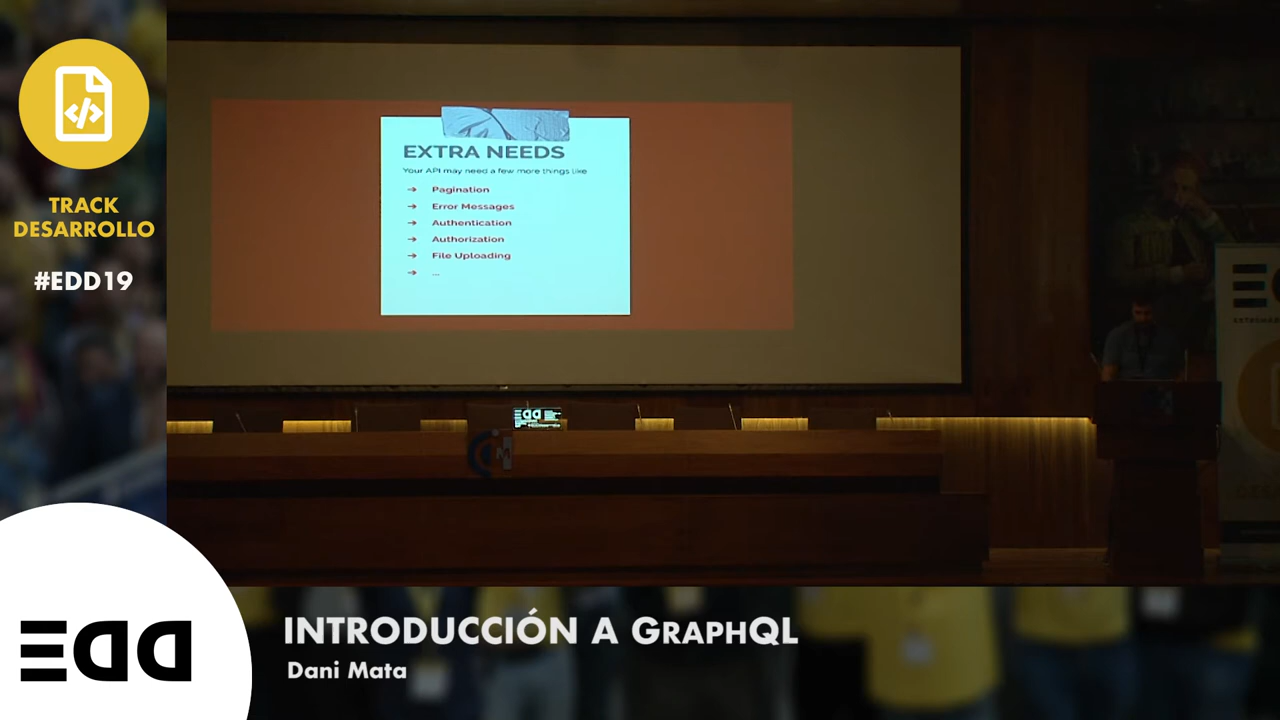 </>
TRACK
DESARROLLO
#EDD19
EXTRA NEEDS
Your API may need a few more things like
→ Pagination
→ Error Messages
→ Authentication
→ Authorization
→ File Uploading
→ ...
EDD
EDD
INTRODUCCIÓN A GRAPHQL
Dani Mata